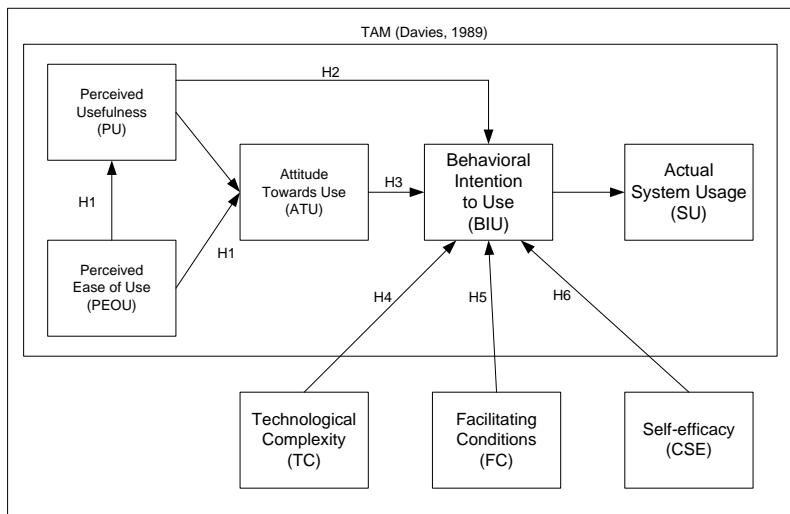 TAM (Davies, 1989)
H2
Perceived
Usefulness
(PU)
Attitude
Towards Use
(ATU)
H3
Behavioral
Intention
to Use
(BIU)
Actual
System Usage
(SU)
H1
H1
Perceived
Ease of Use
(PEOU)
H4
H5
H6
Technological
Complexity
(TC)
Facilitating
Conditions
(FC)
Self-efficacy
(CSE)